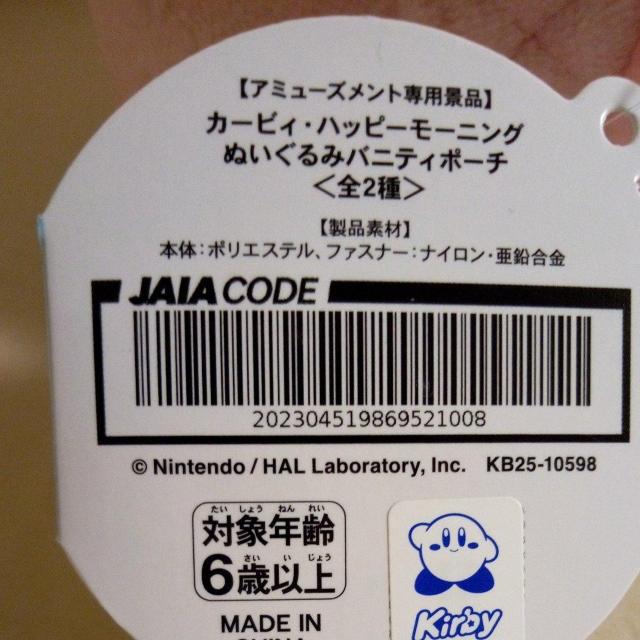 【アミューズメント専用景品】
カービィ・ハッピーモーニング
ぬいぐるみバニティポーチ
＜全2種＞
【製品素材】
本体：ポリエステル、ファスナー：ナイロン・亜鉛合金
JAIA CODE
2023045198695210​08
© Nintendo / HAL Laboratory, Inc. KB25-10598
たい しょう ねん れい
対象年齢
さい い じょう
6歳以上
MADE IN
CHINA
Kirby